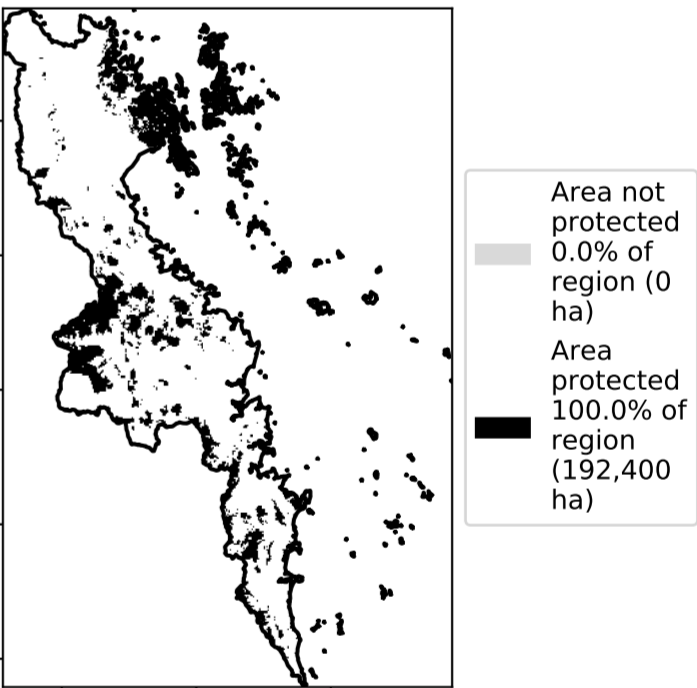 Area not
protected
0.0% of
region (0
ha)
Area
protected
100.0% of
region
(192,400
ha)